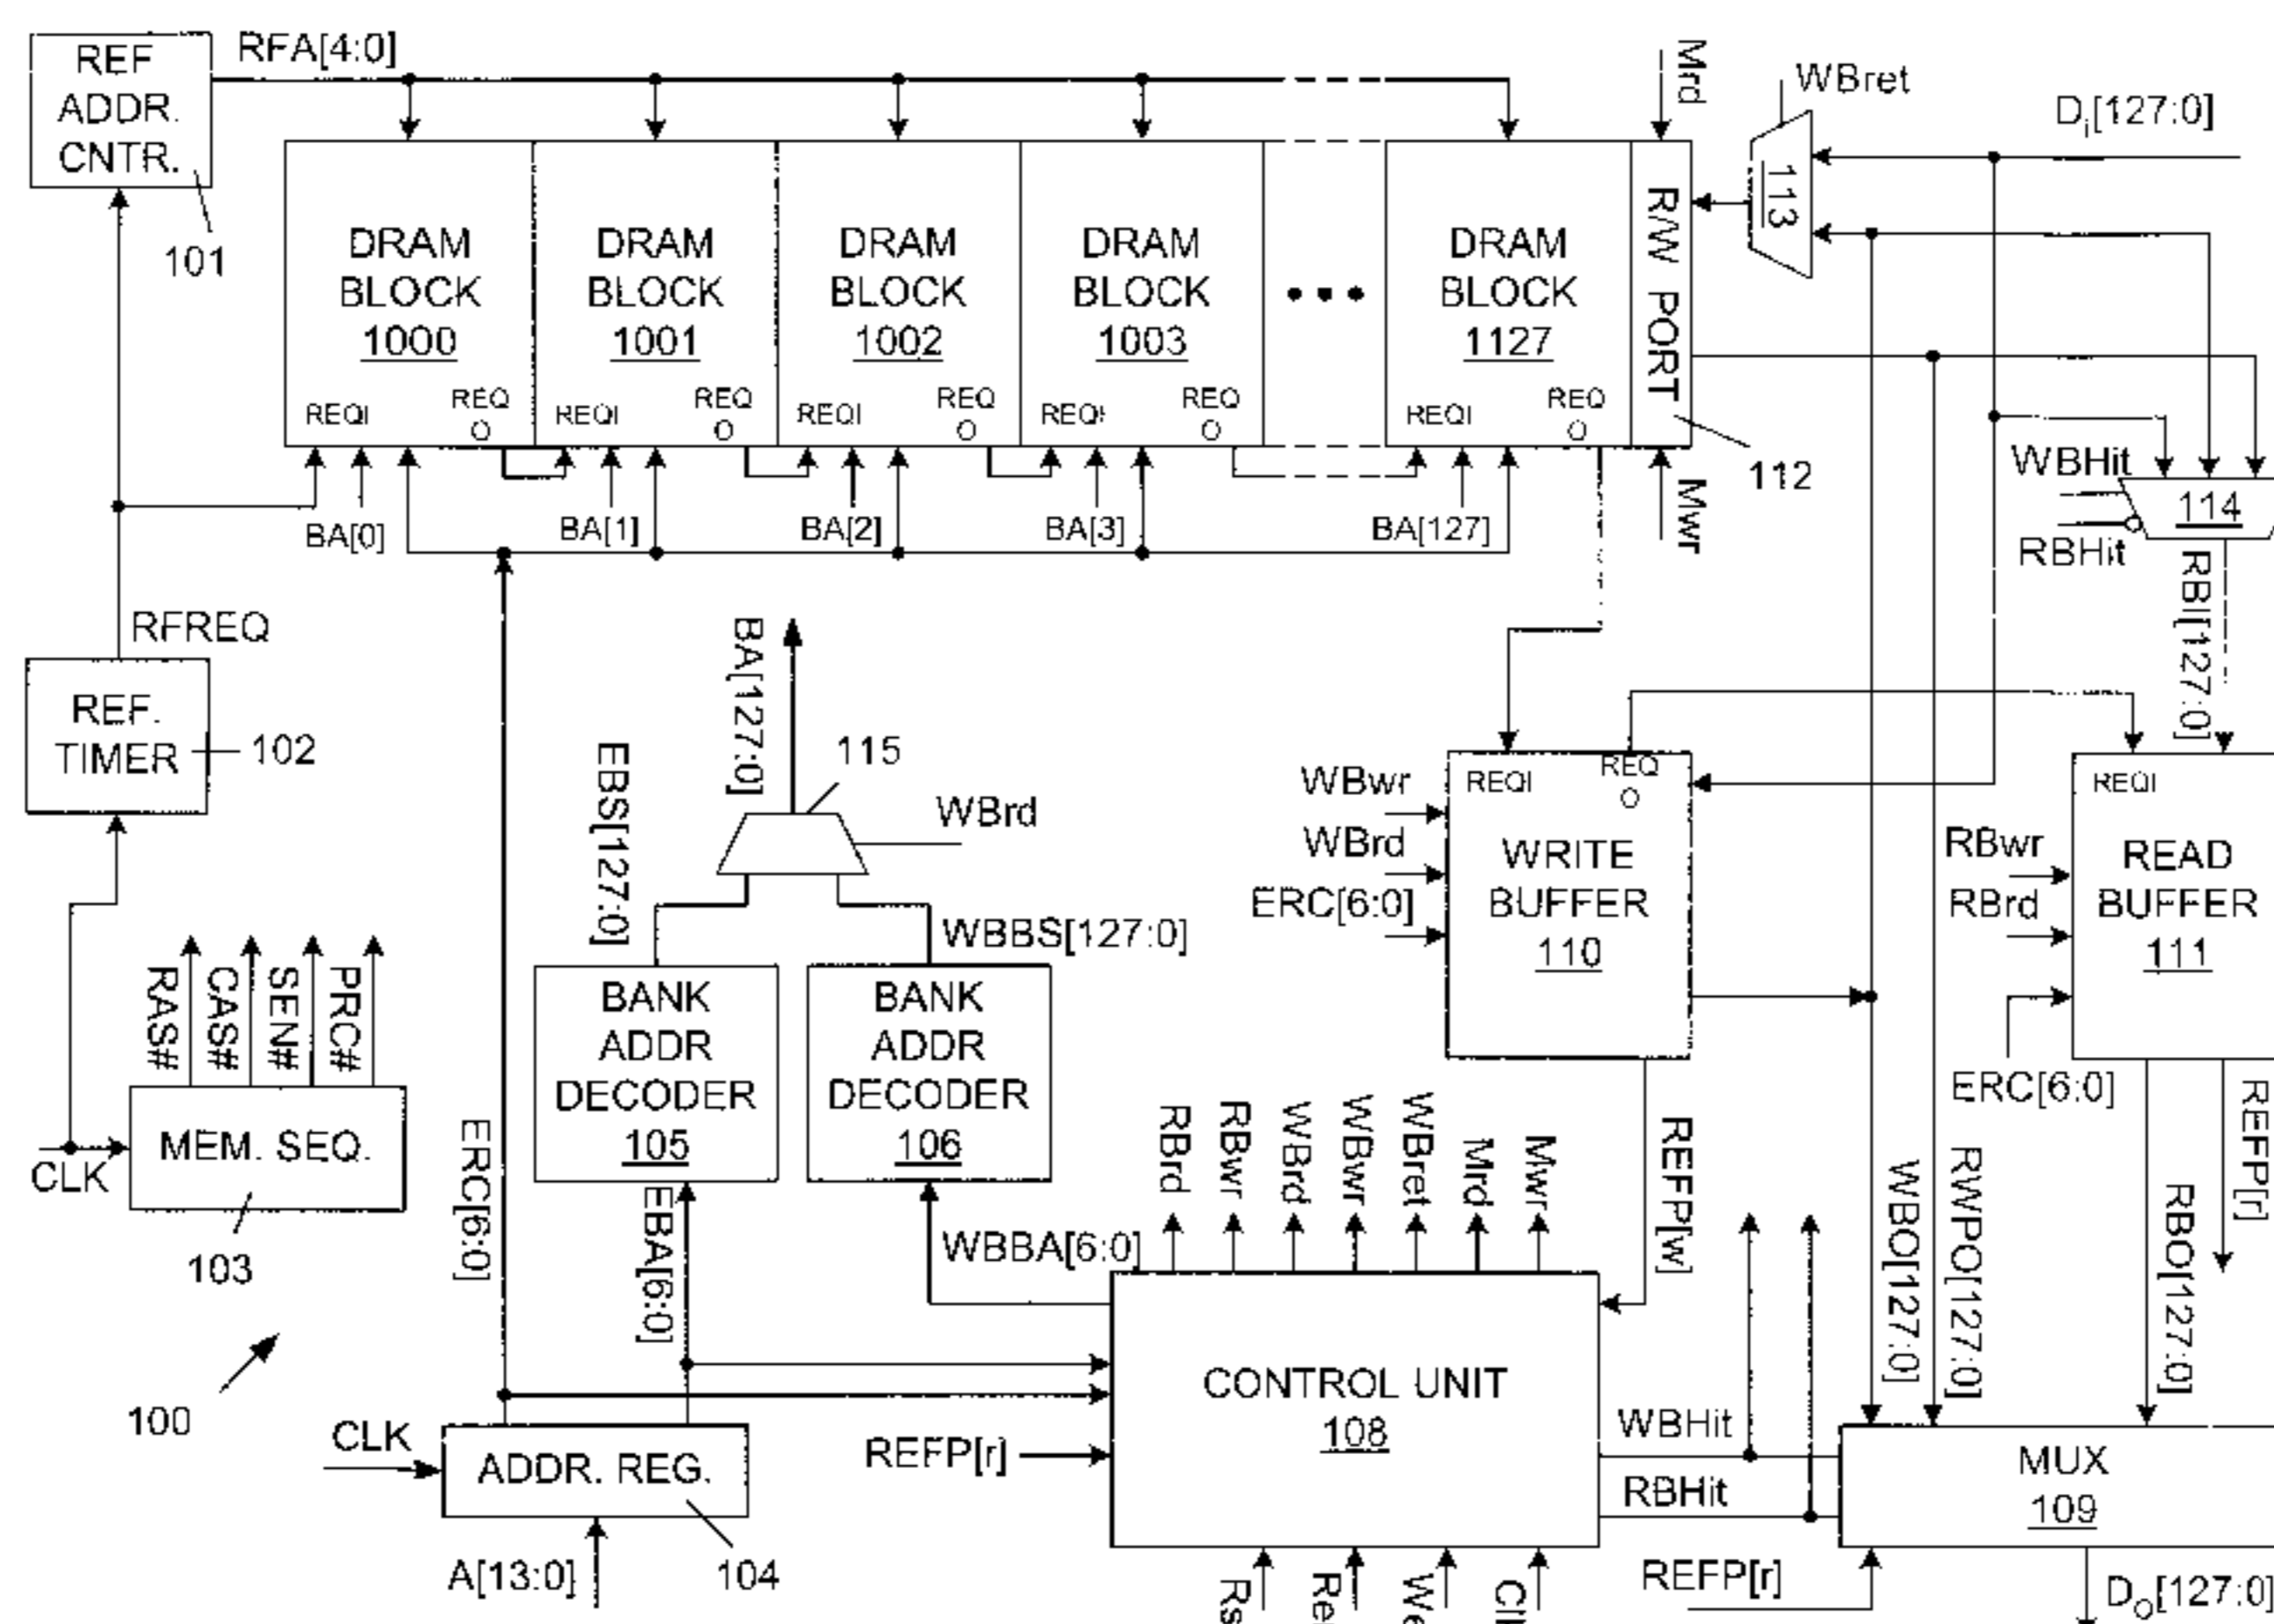 REF
ADDR.
CNTR.
101
RFA[4:0]
DRAM
BLOCK
1000
REQI
REQ
O
DRAM
BLOCK
1001
REQI
REQ
O
DRAM
BLOCK
1002
REQI
REQ
O
DRAM
BLOCK
1003
REQI
REQ
O
DRAM
BLOCK
1127
REQI
REQ
O
R/W PORT
112
Mrd
Mwr
WBret
113
Di[127:0]
WBHit
RBHit
114
RBI[127:0]
BA[0]
BA[1]
BA[2]
BA[3]
BA[127]
RFREQ
REF.
TIMER
102
BA[127:0]
115
WBrd
EBS[127:0]
WBBS[127:0]
BANK
ADDR
DECODER
105
BANK
ADDR
DECODER
106
WBwr
WBrd
ERC[6:0]
REQI
REQ
O
WRITE
BUFFER
110
RBwr
RBrd
ERC[6:0]
REQI
READ
BUFFER
111
RAS#
CAS#
SEN#
PRC#
CLK
MEM. SEQ.
103
ERC[6:0]
EBA[6:0]
WBBA[6:0]
RBrd
RBwr
WBrd
WBwr
WBret
Mrd
Mwr
REFP[w]
WBO[127:0]
RWPO[127:0]
RBO[127:0]
REFP[r]
100
CLK
ADDR. REG.
104
A[13:0]
REFP[r]
CONTROL UNIT
108
WBHit
RBHit
MUX
109
REFP[r]
Do[127:0]
Rs
Re
We